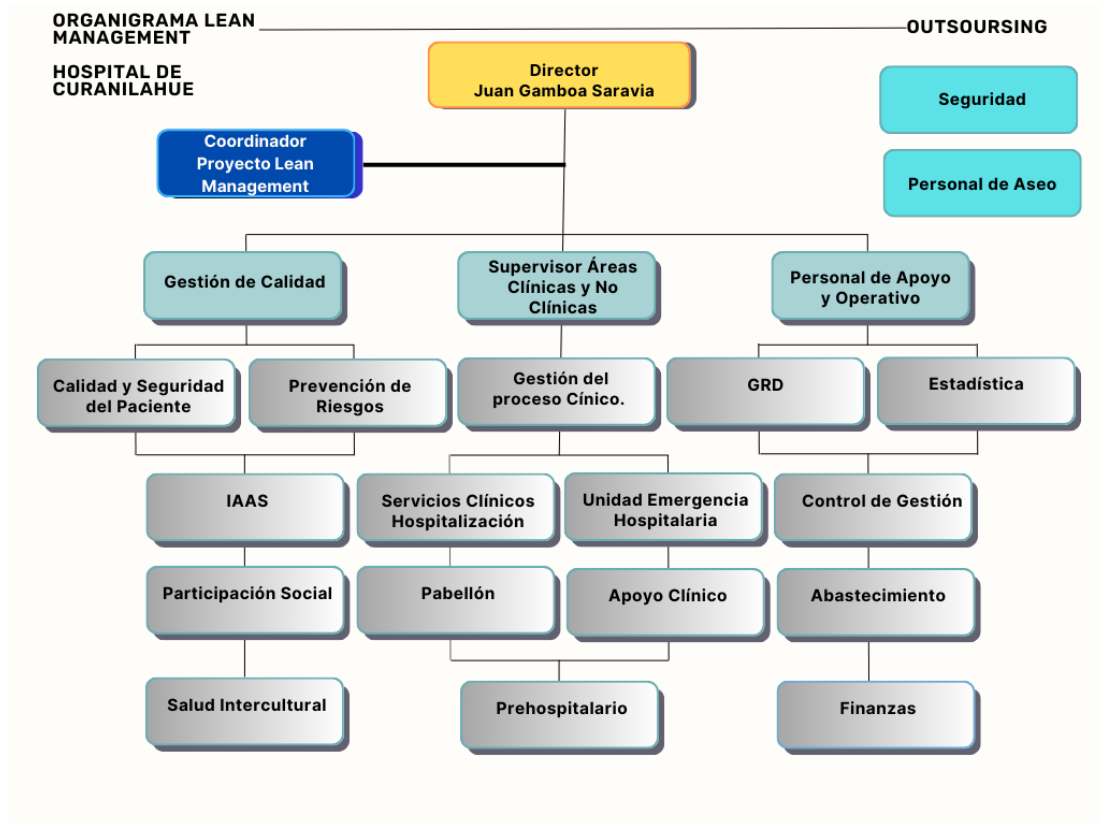 ORGANIGRAMA LEAN
MANAGEMENT
OUTSOURSING
HOSPITAL DE
CURANILAHUE
Director
Juan Gamboa Saravia
Seguridad
Coordinador
Proyecto Lean
Management
Personal de Aseo
Gestión de Calidad
Supervisor Áreas
Clínicas y No
Clínicas
Personal de Apoyo
y Operativo
Calidad y Seguridad
del Paciente
Prevención de
Riesgos
Gestión del
proceso Cínico.
GRD
Estadística
IAAS
Servicios Clínicos
Hospitalización
Unidad Emergencia
Hospitalaria
Control de Gestión
Participación Social
Pabellón
Apoyo Clínico
Abastecimiento
Salud Intercultural
Prehospitalario
Finanzas